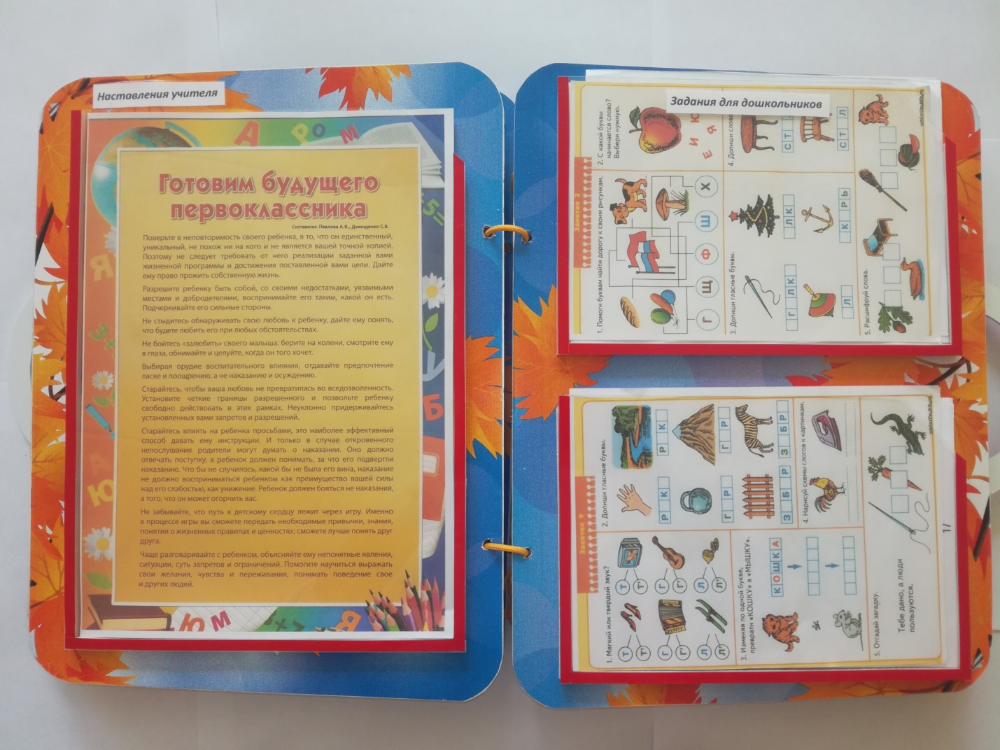 Наставления учителя
Готовим будущего
первоклассника
Составили: Павлова А.В., Демиденко С.В.
Поверьте в неповторимость своего ребенка, в то, что он единственный,
уникальный, не похож ни на кого и не является вашей точной копией.
Поэтому не следует требовать от него реализации заданной вами
жизненной программы и достижения поставленной вами цели. Дайте
ему право прожить собственную жизнь.
Разрешите ребенку быть собой, со своими недостатками, уязвимыми
местами и добродетелями, воспринимайте его таким, какой он есть.
Подчеркивайте его сильные стороны.
Не стыдитесь обнаруживать свою любовь к ребенку, дайте ему понять,
что будете любить его при любых обстоятельствах.
Не бойтесь «залюбить» своего малыша: берите на колени, смотрите ему
в глаза, обнимайте и целуйте, когда он того хочет.
Выбирая орудие воспитательного влияния, отдавайте предпочтение
ласке и поощрению, а не наказанию и осуждению.
Старайтесь, чтобы ваша любовь не превратилась во вседозволенность.
Установите четкие границы разрешенного и позвольте ребенку
свободно действовать в этих рамках. Неуклонно придерживайтесь
установленных вами запретов и разрешений.
Старайтесь влиять на ребенка просьбами, это наиболее эффективный
способ давать ему инструкции. И только в случае откровенного
непослушания родители могут думать о наказании. Оно должно
отвечать поступку, а ребенок должен понимать, за что его подвергли
наказанию. Что бы не случилось, какой бы не была его вина, наказание
не должно восприниматься ребенком как преимущество вашей силы
над его слабостью, как унижение. Ребенок должен бояться не наказания,
а того, что он может огорчить вас.
Не забывайте, что путь к детскому сердцу лежит через игру. Именно
в процессе игры вы сможете передать необходимые привычки, знания,
понятия о жизненных правилах и ценностях; сможете лучше понять друг
друга.
Чаще разговаривайте с ребенком, объясняйте ему непонятные явления,
ситуации, суть запретов и ограничений. Помогите научиться выражать
свои желания, чувства и переживания, понимать поведение свое
и других людей.
Задания для дошкольников
Занятие 3
1. Помоги буквам найти дорогу к своим рисункам.
Г Щ Ф Ш Х
2. С какой буквы
начинается слово?
Выбери нужную.
Е И Я К
3. Допиши гласные буквы.
Г Л К
Л К
Л
К Р Ь
4. Допиши слова
С Т
С Т Л
5. Расшифруй слова.
Занятие 9
1. Мягкий или твердый звук?
Т Т'
Т Т'
Г Г'
Г Г'
Л Л'
Л Л'
2. Допиши гласные буквы.
Р К
Р К
Г Р
Г Р
З Б Р
З Б Р
3. Изменяя по одной букве,
преврати «КОШКУ» в «МЫШКУ».
К О Ш К А
4. Нарисуй схемы слогов к картинкам.
5. Отгадай загадку.
Тебе дано, а люди
пользуются.
17